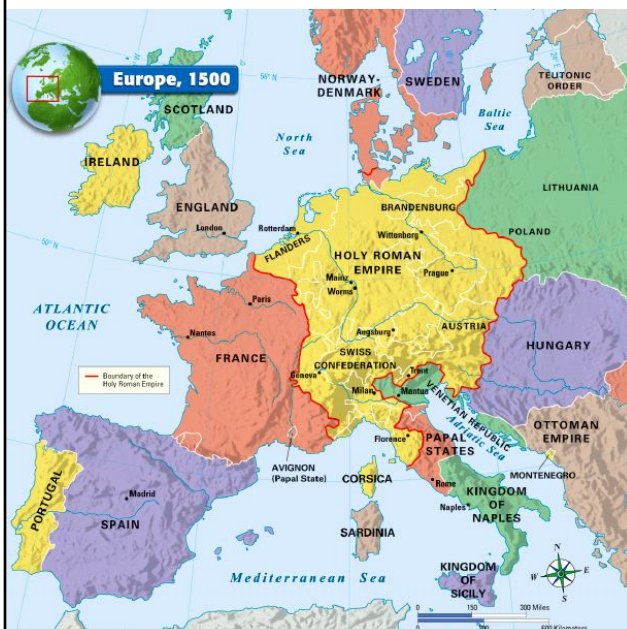 Europe, 1500
SCOTLAND
NORWAY-
DENMARK
SWEDEN
TEUTONIC
ORDER
North
Sea
Baltic
Sea
IRELAND
ENGLAND
London
LITHUANIA
POLAND
BRANDENBURG
Rotterdam
FLANDERS
Wittenberg
HOLY ROMAN
EMPIRE
Mainz
Worms
Prague
50°N
50°N
ATLANTIC
OCEAN
Paris
Nantes
FRANCE
Augsburg
AUSTRIA
HUNGARY
SWISS
CONFEDERATION
Geneva
Boundary of the
Holy Roman Empire
Milan
Trent
Mantua
VENETIAN REPUBLIC
Adriatic Sea
OTTOMAN
EMPIRE
Florence
PAPAL
STATES
MONTENEGRO
AVIGNON
(Papal State)
CORSICA
Rome
PORTUGAL
Madrid
SPAIN
Naples
KINGDOM
OF
NAPLES
SARDINIA
Mediterranean Sea
KINGDOM
OF
SICILY
N
W
E
S
0
150
300 Miles